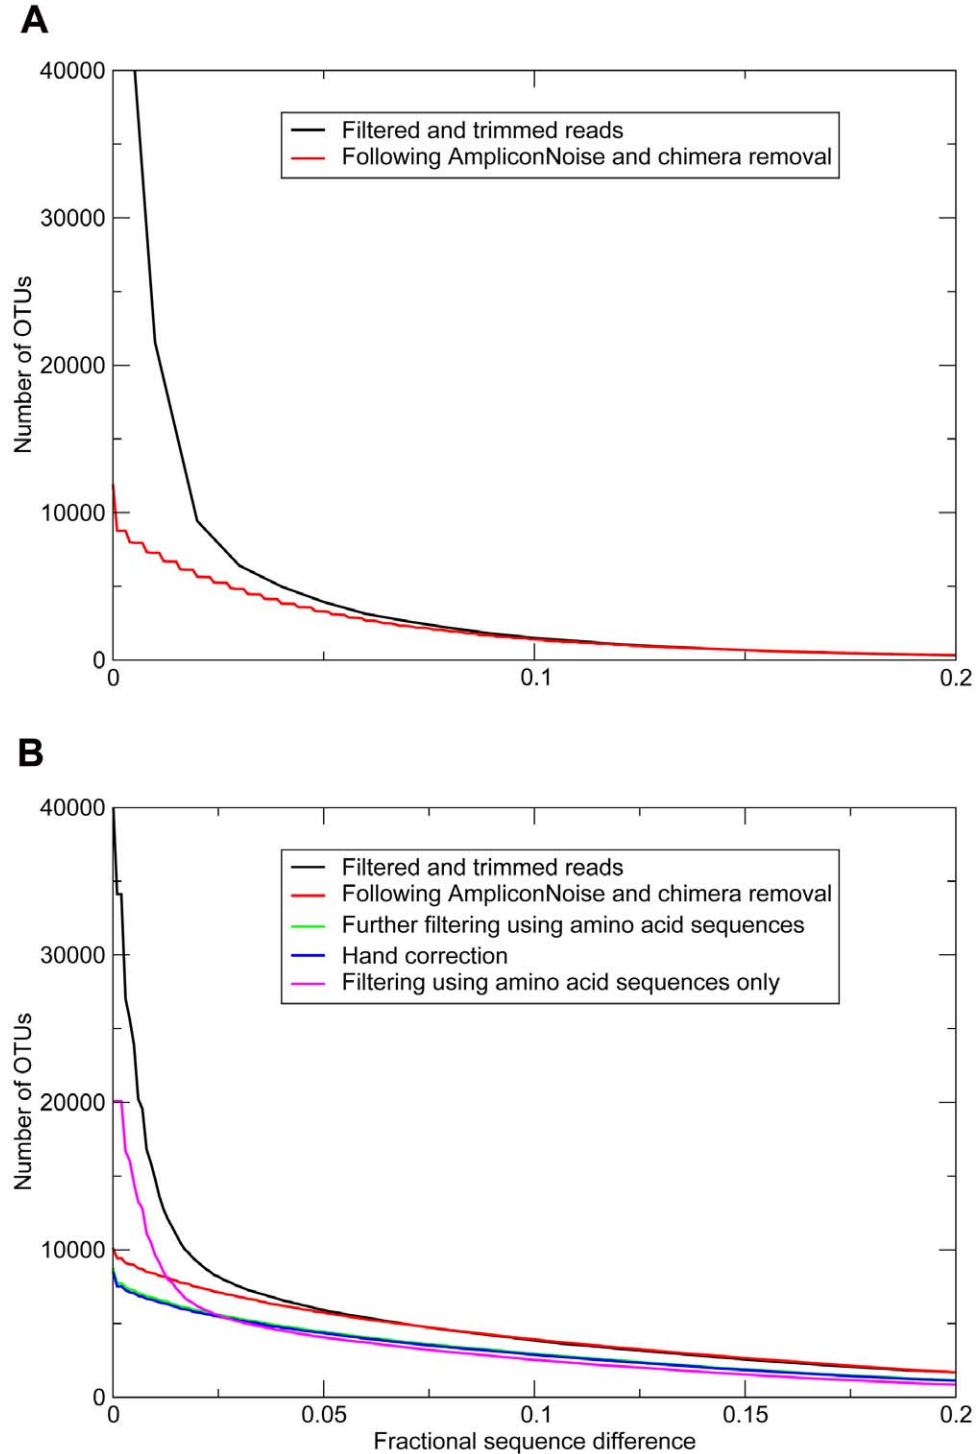 A
40000
Filtered and trimmed reads
Following AmpliconNoise and chimera removal
30000
Number of OTUs
20000
10000
0
0 0.1 0.2
B
40000
Filtered and trimmed reads
Following AmpliconNoise and chimera removal
Further filtering using amino acid sequences
Hand correction
Filtering using amino acid sequences only
30000
Number of OTUs
20000
10000
0
0 0.05 0.1 0.15 0.2
Fractional sequence difference